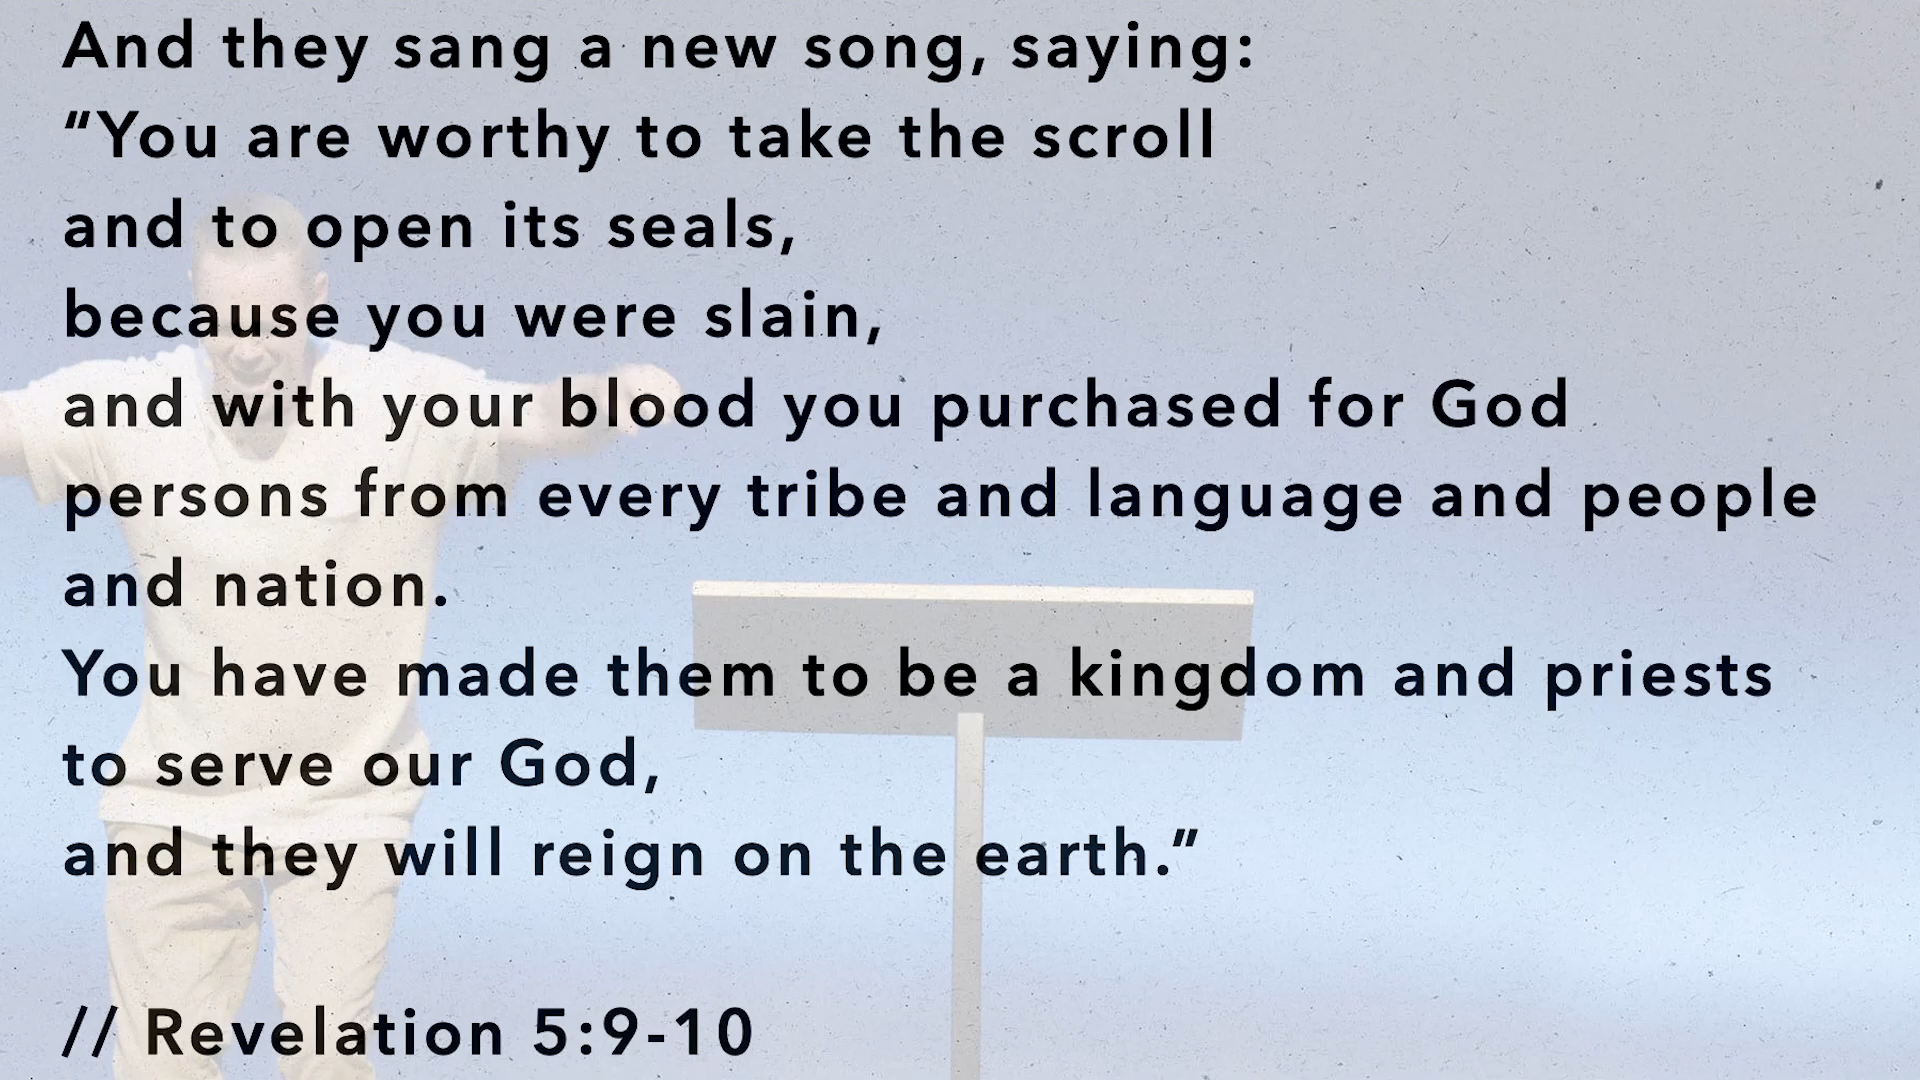 And they sang a new song, saying:
“You are worthy to take the scroll
and to open its seals,
because you were slain,
and with your blood you purchased for God
persons from every tribe and language and people
and nation.
You have made them to be a kingdom and priests
to serve our God,
and they will reign on the earth.”
// Revelation 5:9-10